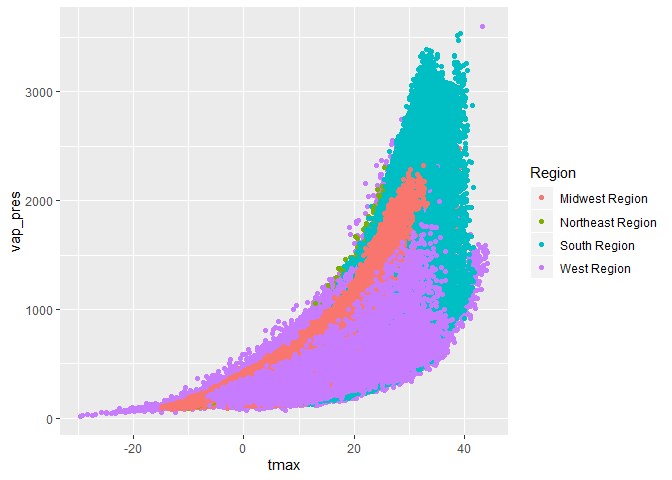 3000
2000
1000
0
vap_pres
-20
0
20
40
tmax
Region
Midwest Region
Northeast Region
South Region
West Region